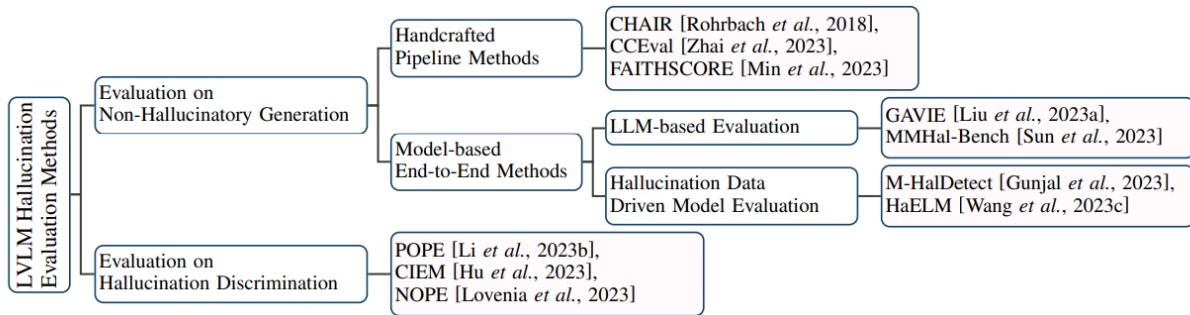 LVLM Hallucination
Evaluation Methods
Evaluation on
Non-Hallucinatory Generation
Handcrafted
Pipeline Methods
CHAIR [Rohrbach et al., 2018],
CCEval [Zhai et al., 2023],
FAITHSCORE [Min et al., 2023]
Model-based
End-to-End Methods
LLM-based Evaluation
GAVIE [Liu et al., 2023a]
MMHal-Bench [Sun et al., 2023]
Hallucination Data
Driven Model Evaluation
M-HalDetect [Gunjal et al., 2023],
HaELM [Wang et al., 2023c]
Evaluation on
Hallucination Discrimination
POPE [Li et al., 2023b],
CIEM [Hu et al., 2023],
NOPE [Lovenia et al., 2023]